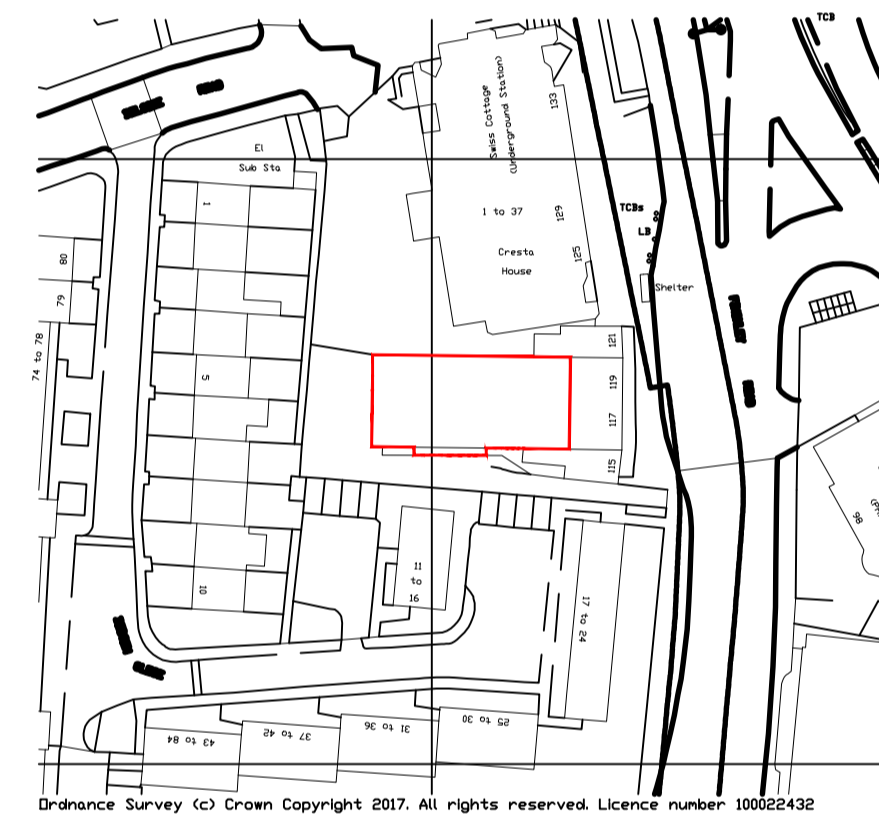 TCB
133
Swiss Cottage
(Underground Station)
El
Sub Sta
1
1 to 37
129
125
TCBs
LB
Cresta
House
80
79
Shelter
FINCHLEY
ROAD
121
74 to 78
5
119
117
115
98
11
to
16
10
17 to 24
43 to 84
37 to 42
31 to 36
25 to 30
Ordnance Survey (c) Crown Copyright 2017. All rights reserved. Licence number 100022432